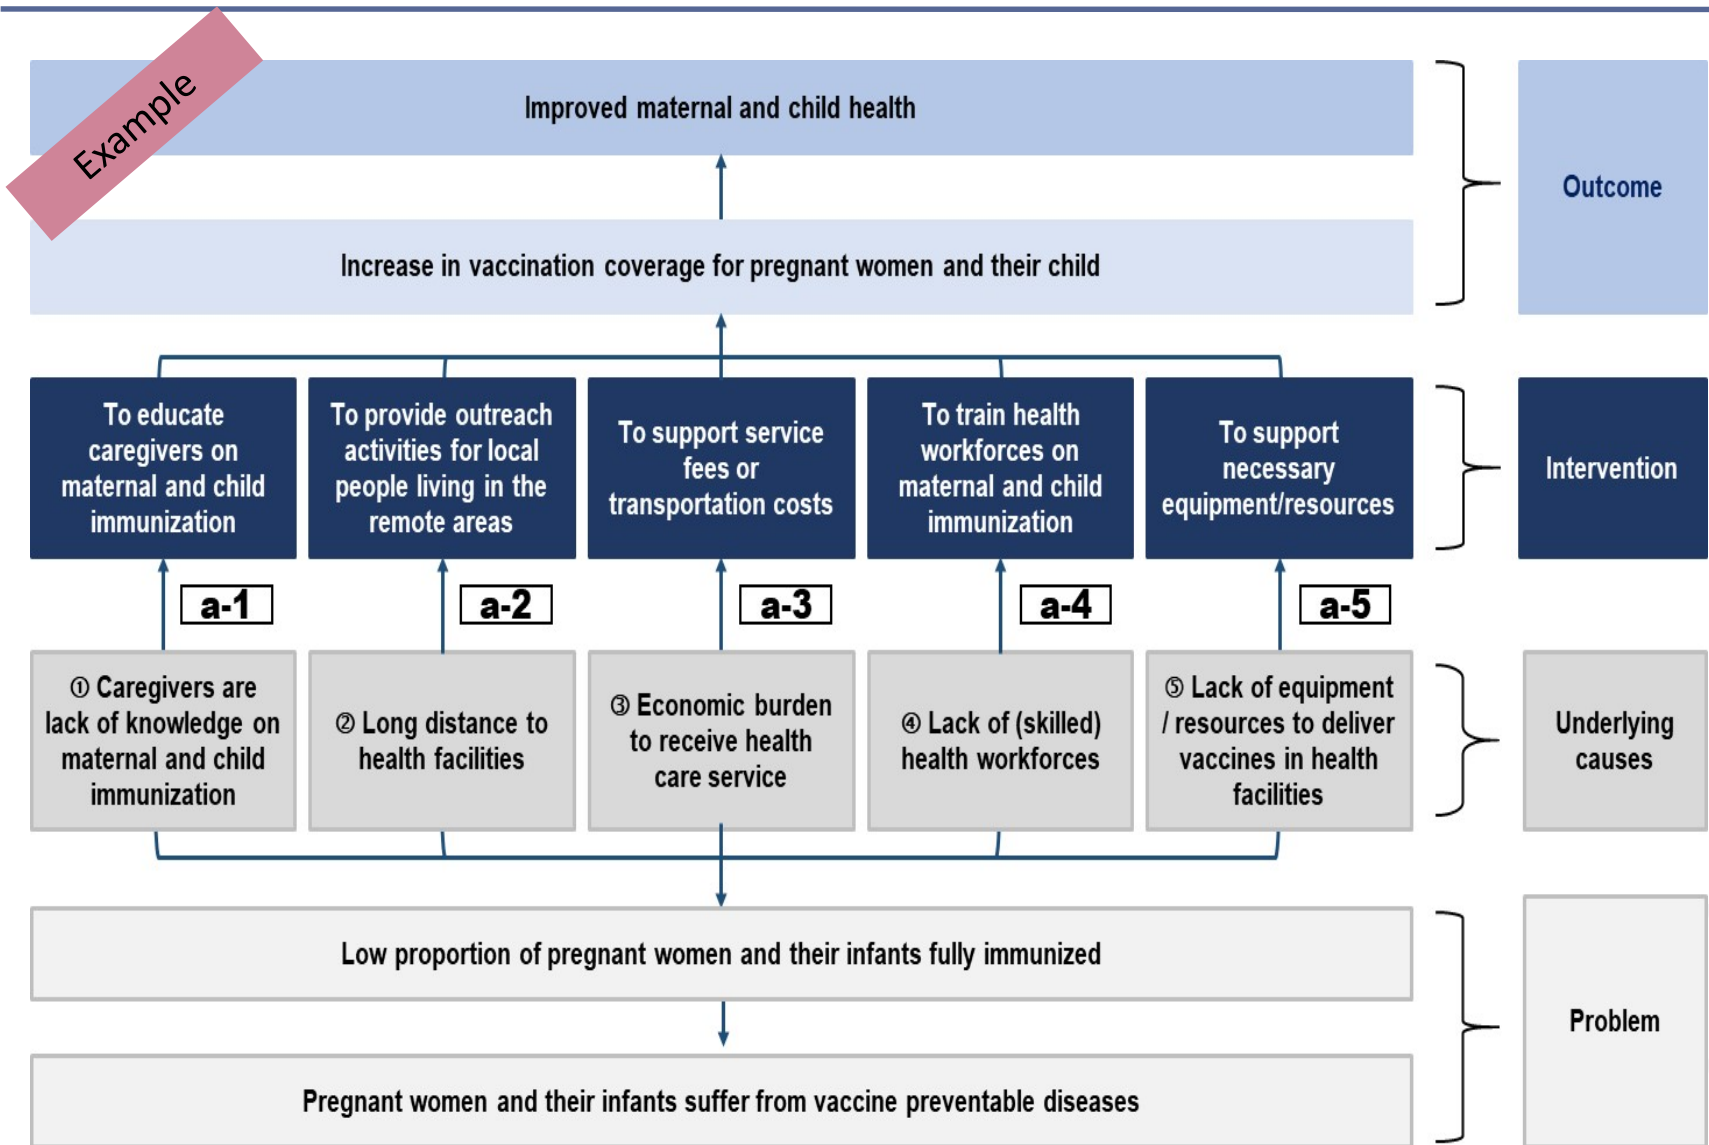 Example
Improved maternal and child health
Outcome
Increase in vaccination coverage for pregnant women and their child
To educate
caregivers on
maternal and child
immunization
To provide outreach
activities for local
people living in the
remote areas
To support service
fees or
transportation costs
To train health
workforces on
maternal and child
immunization
To support
necessary
equipment/resources
Intervention
a-1
a-2
a-3
a-4
a-5
① Caregivers are
lack of knowledge on
maternal and child
immunization
② Long distance to
health facilities
③ Economic burden
to receive health
care service
④ Lack of (skilled)
health workforces
⑤ Lack of equipment
/ resources to deliver
vaccines in health
facilities
Underlying
causes
Low proportion of pregnant women and their infants fully immunized
Problem
Pregnant women and their infants suffer from vaccine preventable diseases